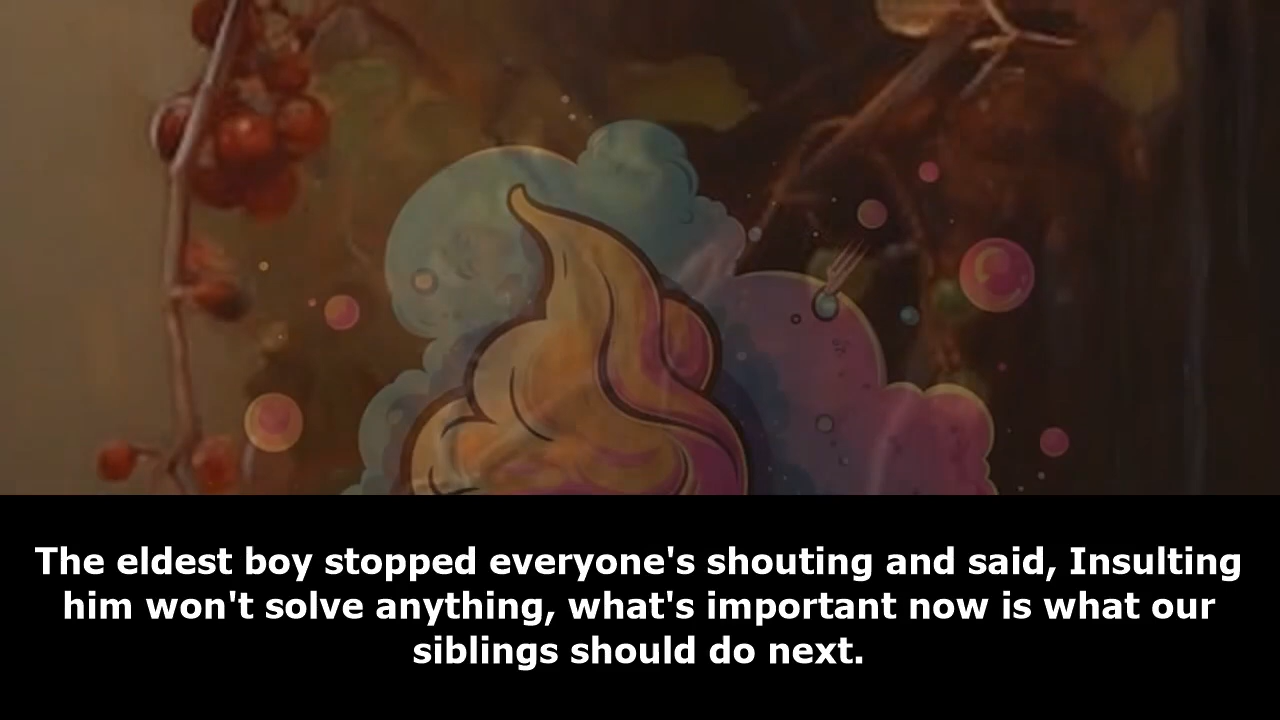 The eldest boy stopped everyone's shouting and said, Insulting
him won't solve anything, what's important now is what our
siblings should do next.